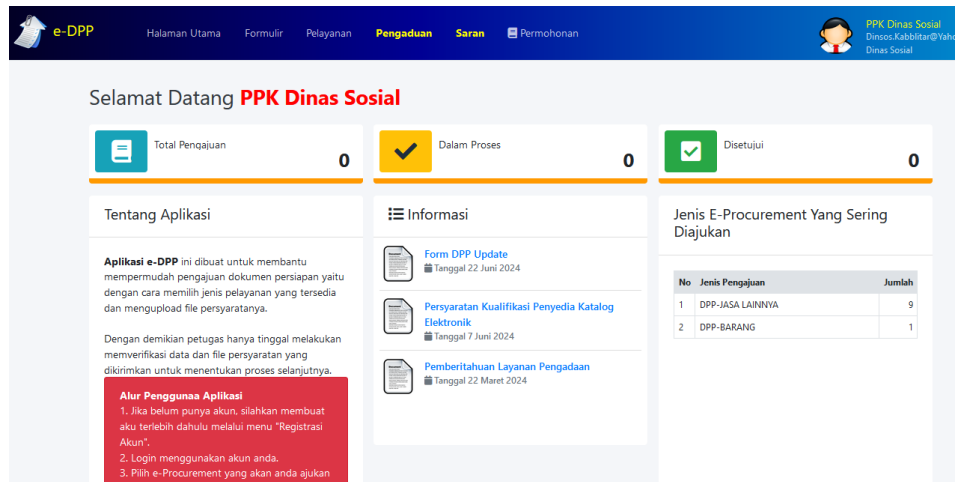 e-DPP
Halaman Utama Formulir Pelayanan Pengaduan Saran Permohonan
PPK Dinas Sosial
Dinsos.Kabblitar@Yaho
Dinas Sosial
Selamat Datang PPK Dinas Sosial
Total Pengajuan
0
Dalam Proses
0
Disetujui
0
Tentang Aplikasi
Aplikasi e-DPP ini dibuat untuk membantu
mempermudah pengajuan dokumen persiapan yaitu
dengan cara memilih jenis pelayanan yang tersedia
dan mengupload file persyaratanya.
Dengan demikian petugas hanya tinggal melakukan
memverifikasi data dan file persyaratan yang
dikirimkan untuk menentukan proses selanjutnya.
Alur Penggunaa Aplikasi
1. Jika belum punya akun, silahkan membuat
aku terlebih dahulu melalui menu "Registrasi
Akun".
2. Login menggunakan akun anda.
3. Pilih e-Procurement yang akan anda ajukan
Informasi
Form DPP Update
Tanggal 22 Juni 2024
Persyaratan Kualifikasi Penyedia Katalog
Elektronik
Tanggal 7 Juni 2024
Pemberitahuan Layanan Pengadaan
Tanggal 22 Maret 2024
Jenis E-Procurement Yang Sering
Diajukan
No Jenis Pengajuan Jumlah
1 DPP-JASA LAINNYA 9
2 DPP-BARANG 1